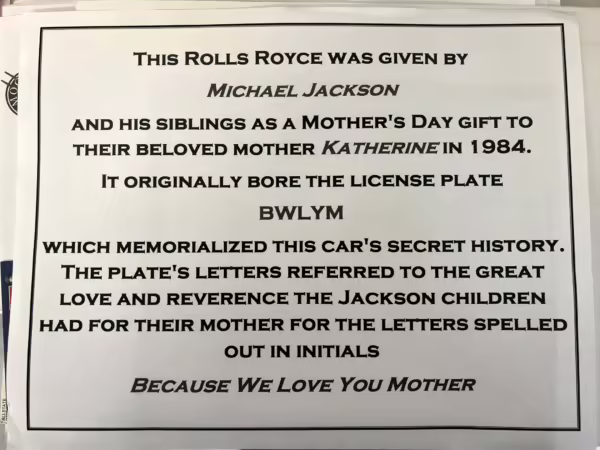 THIS ROLLS ROYCE WAS GIVEN BY
MICHAEL JACKSON
AND HIS SIBLINGS AS A MOTHER'S DAY GIFT TO
THEIR BELOVED MOTHER KATHERINE IN 1984.
IT ORIGINALLY BORE THE LICENSE PLATE
BWLYM
WHICH MEMORIALIZED THIS CAR'S SECRET HISTORY.
THE PLATE'S LETTERS REFERRED TO THE GREAT
LOVE AND REVERENCE THE JACKSON CHILDREN
HAD FOR THEIR MOTHER FOR THE LETTERS SPELLED
OUT IN INITIALS
BECAUSE WE LOVE YOU MOTHER